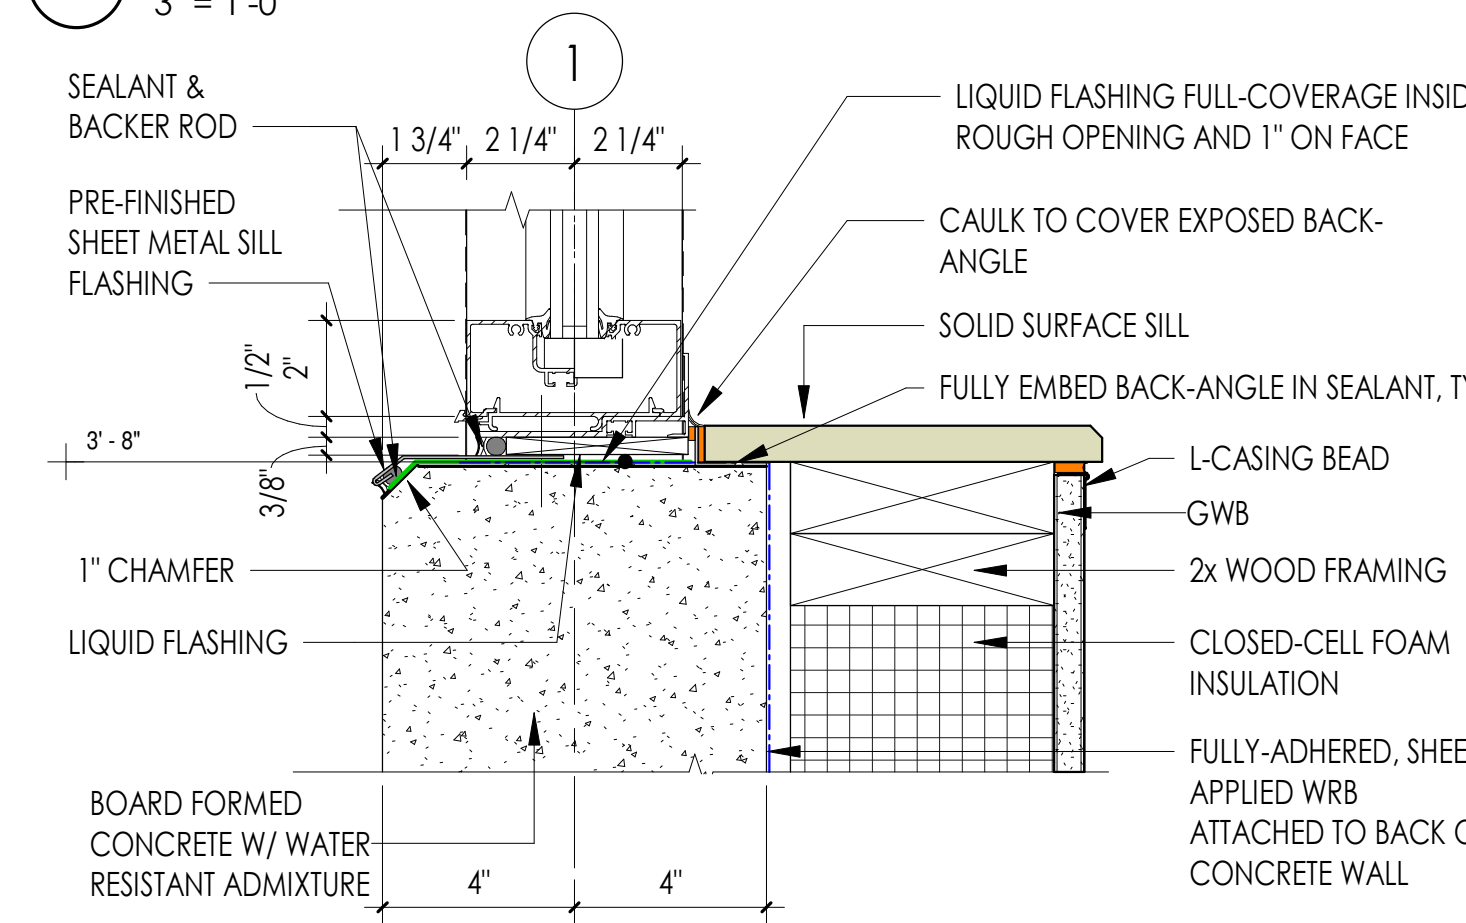 3" = 1'-0"
1
SEALANT &
BACKER ROD
1 3/4"
2 1/4"
2 1/4"
LIQUID FLASHING FULL-COVERAGE INSID
ROUGH OPENING AND 1" ON FACE
PRE-FINISHED
SHEET METAL SILL
FLASHING
CAULK TO COVER EXPOSED BACK-
ANGLE
SOLID SURFACE SILL
1/2"
2"
FULLY EMBED BACK-ANGLE IN SEALANT, TY
3' - 8"
3/8"
L-CASING BEAD
GWB
1" CHAMFER
2x WOOD FRAMING
LIQUID FLASHING
CLOSED-CELL FOAM
INSULATION
FULLY-ADHERED, SHEE
APPLIED WRB
ATTACHED TO BACK O
CONCRETE WALL
BOARD FORMED
CONCRETE W/ WATER
RESISTANT ADMIXTURE
4"
4"